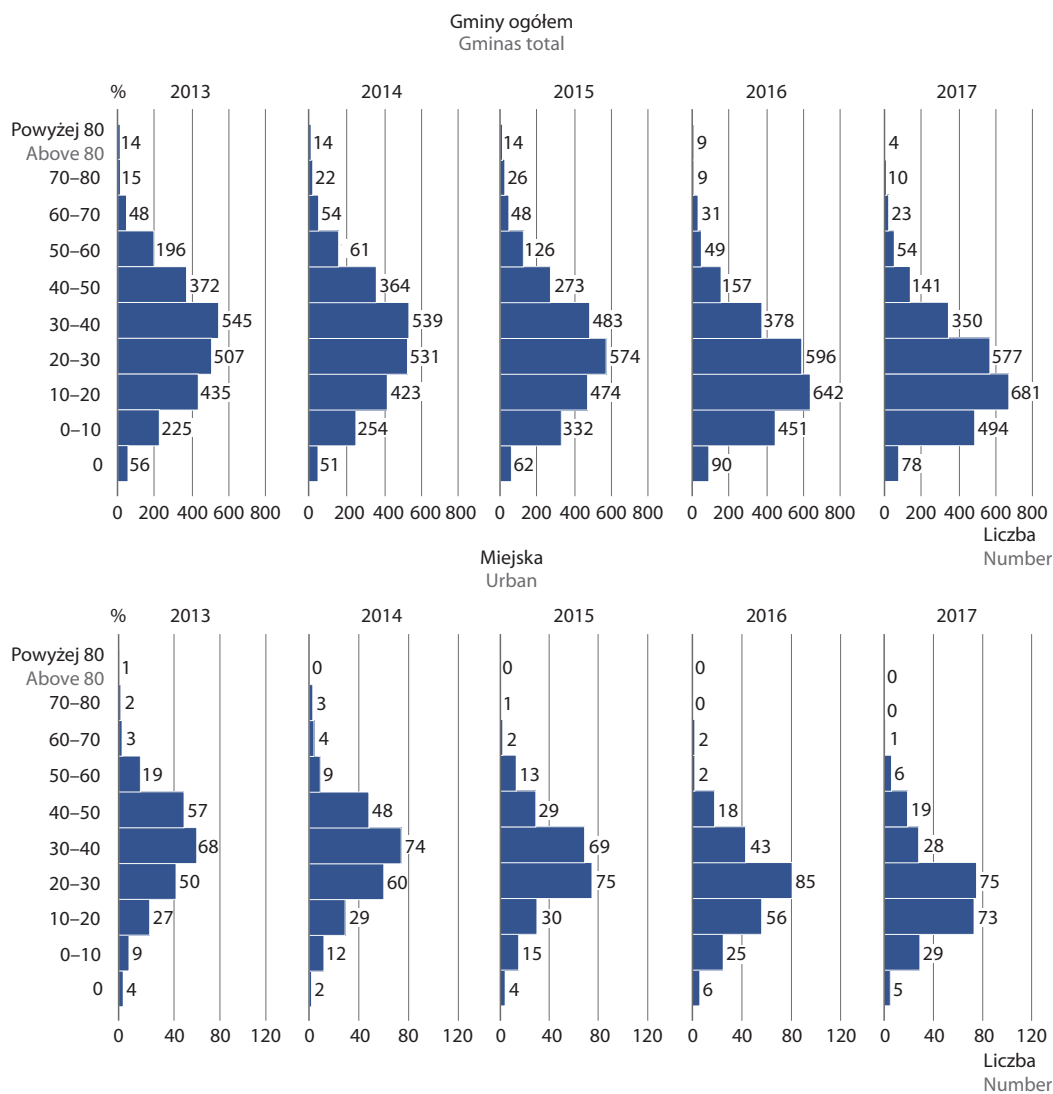 Gminy ogółem
Gminas total
% 2013 2014 2015 2016 2017
Powyżej 80 14 14 14 9 4
Above 80
70–80 15 22 26 9 10
60–70 48 54 48 31 23
50–60 196 61 126 49 54
40–50 372 364 273 157 141
30–40 545 539 483 378 350
20–30 507 531 574 596 577
10–20 435 423 474 642 681
0–10 225 254 332 451 494
0 56 51 62 90 78
0 200 400 600 800 0 200 400 600 800 0 200 400 600 800 0 200 400 600 800 0 200 400 600 800
Liczba
Number
Miejska
Urban
% 2013 2014 2015 2016 2017
Powyżej 80 1 0 0 0 0
Above 80
70–80 2 3 1 0 0
60–70 3 4 2 2 1
50–60 19 9 13 2 6
40–50 57 48 29 18 19
30–40 68 74 69 43 28
20–30 50 60 75 85 75
10–20 27 29 30 56 73
0–10 9 12 15 25 29
0 4 2 4 6 5
0 40 80 120 0 40 80 120 0 40 80 120 0 40 80 120 0 40 80 120
Liczba
Number